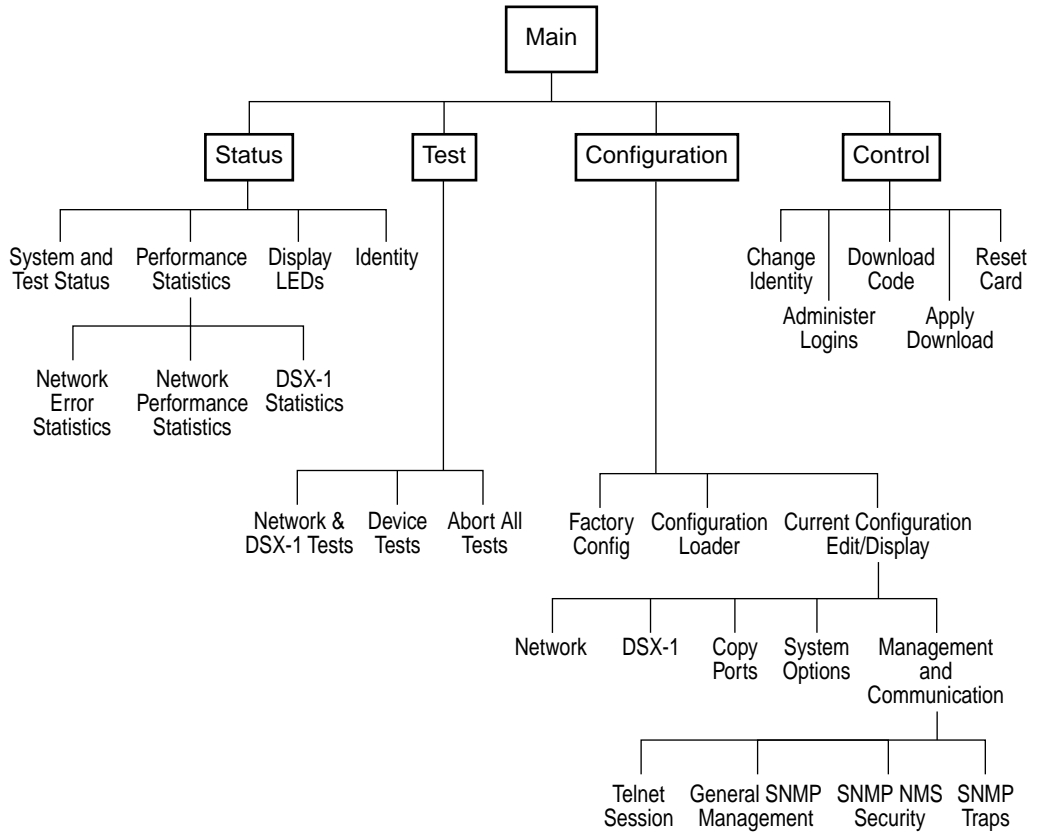 Main
Status
Test
Configuration
Control
System and
Test Status
Performance
Statistics
Display
LEDs
Identity
Change
Identity
Download
Code
Reset
Card
Administer
Logins
Apply
Download
Network
Error
Statistics
Network
Performance
Statistics
DSX-1
Statistics
Network &
DSX-1 Tests
Device
Tests
Abort All
Tests
Factory
Config
Configuration
Loader
Current Configuration
Edit/Display
Network
DSX-1
Copy
Ports
System
Options
Management
and
Communication
Telnet
Session
General SNMP
Management
SNMP NMS
Security
SNMP
Traps